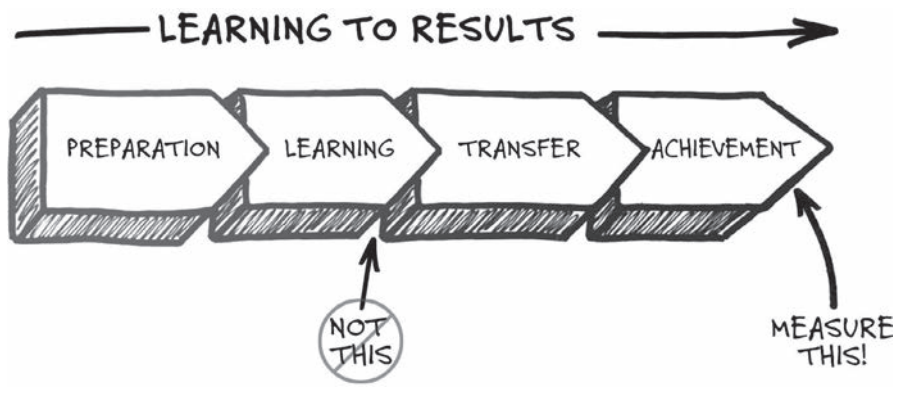 LEARNING TO RESULTS
PREPARATION
LEARNING
TRANSFER
ACHIEVEMENT
NOT
THIS
MEASURE
THIS!